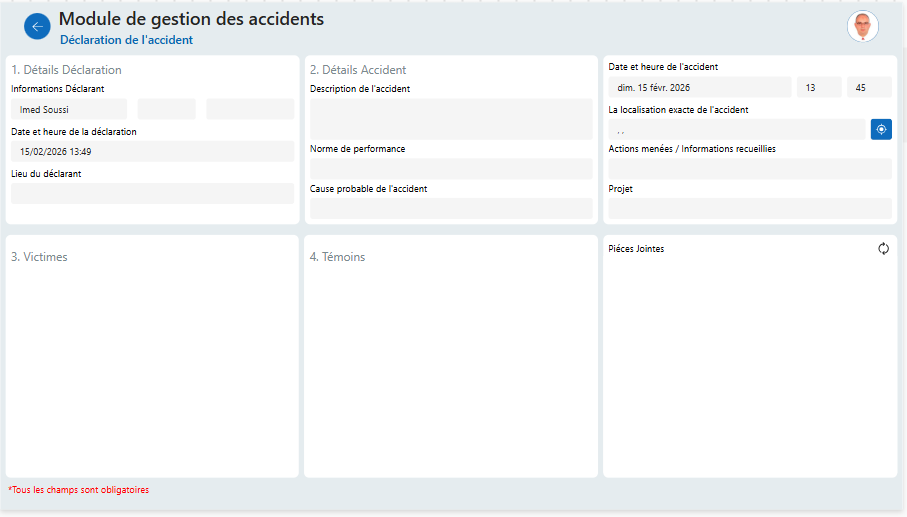 Module de gestion des accidents
Déclaration de l'accident
1. Détails Déclaration
Informations Déclarant
Imed Soussi
Date et heure de la déclaration
15/02/2026 13:49
Lieu du déclarant
2. Détails Accident
Description de l'accident
Norme de performance
Cause probable de l'accident
Date et heure de l'accident
dim. 15 févr. 2026 13 45
La localisation exacte de l'accident
, ,
Actions menées / Informations recueillies
Projet
3. Victimes
4. Témoins
Piéces Jointes
*Tous les champs sont obligatoires